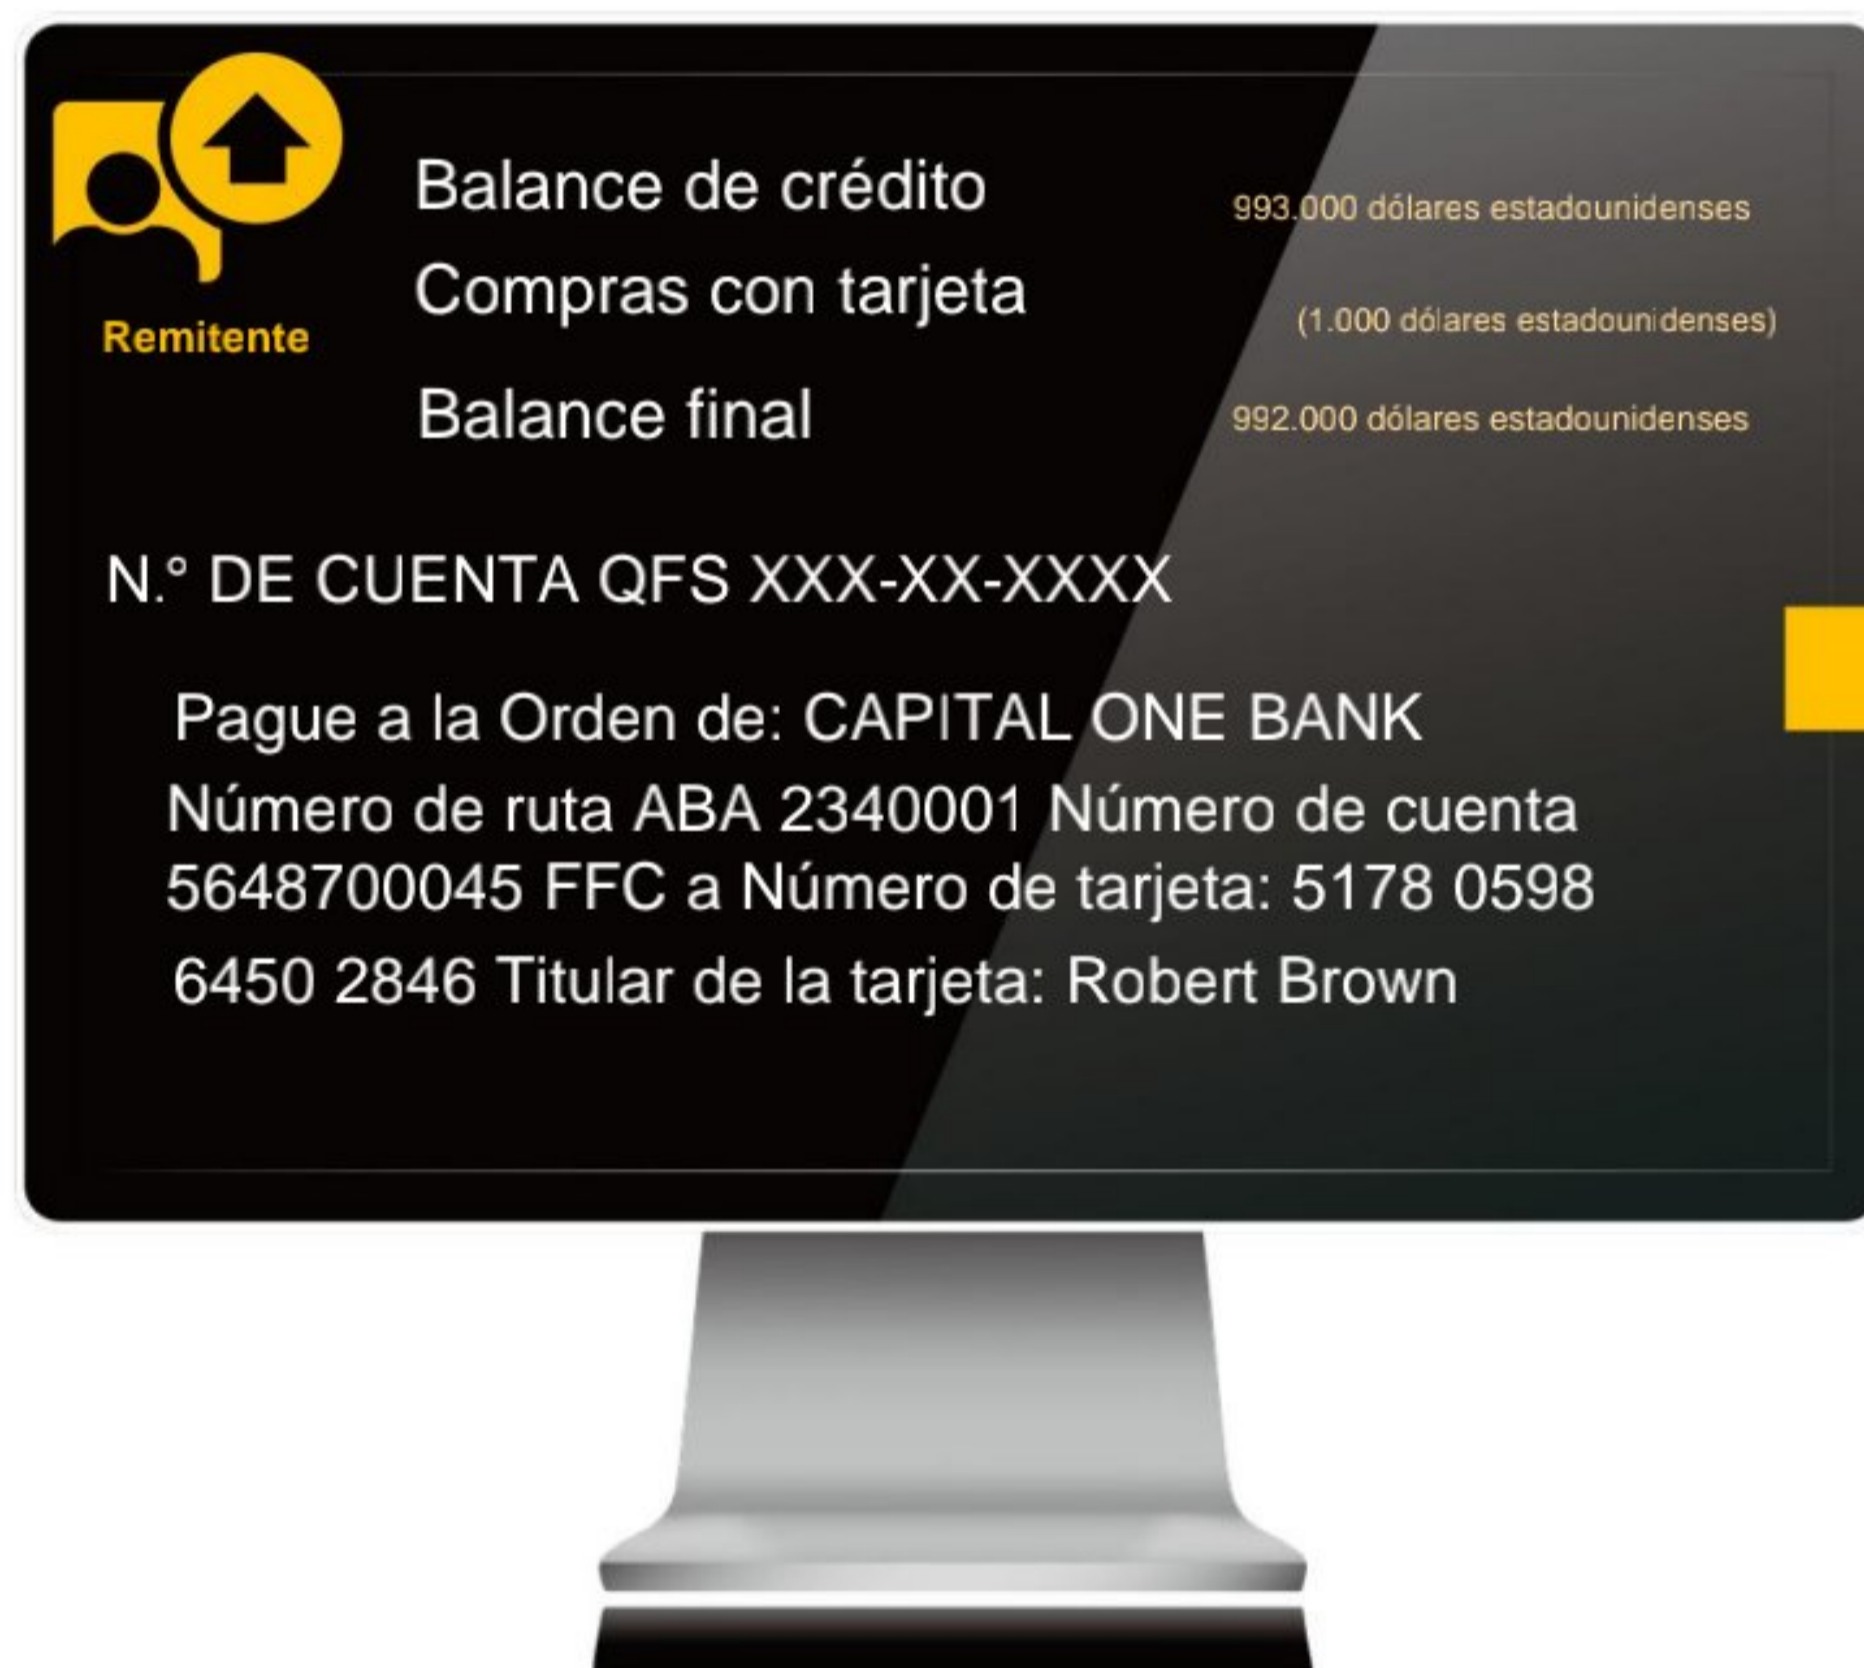 Balance de crédito 993.000 dólares estadounidenses
Compras con tarjeta (1.000 dólares estadounidenses)
Remitente
Balance final 992.000 dólares estadounidenses
N.º DE CUENTA QFS XXX-XX-XXXX
Pague a la Orden de: CAPITAL ONE BANK
Número de ruta ABA 2340001 Número de cuenta
5648700045 FFC a Número de tarjeta: 5178 0598
6450 2846 Titular de la tarjeta: Robert Brown